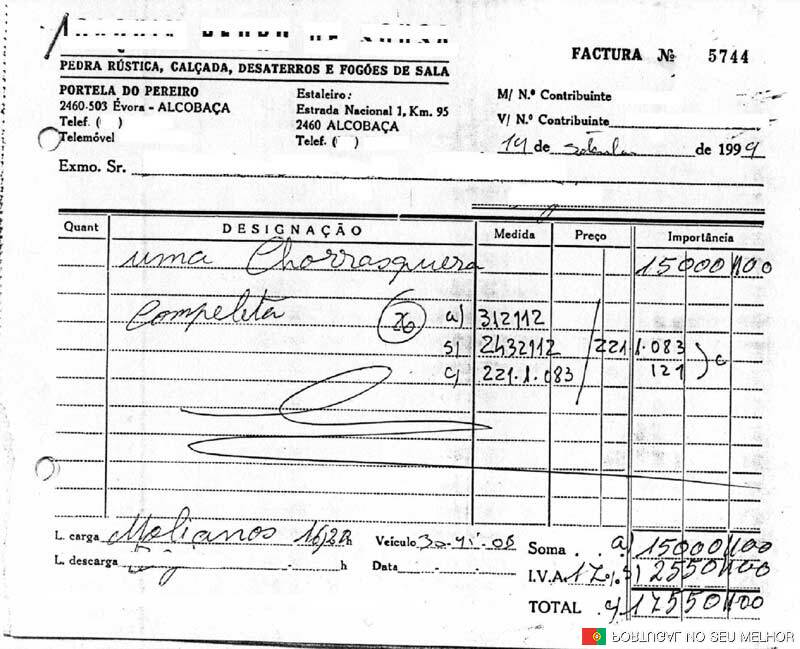 FACTURA Nº 5744
PEDRA RÚSTICA, CALÇADA, DESATERROS E FOGÕES DE SALA
PORTELA DO PEREIRO
2460-503 Évora - ALCOBAÇA
Telef. ( )
Telemóvel
Estaleiro:
Estrada Nacional 1, Km. 95
2460 ALCOBAÇA
Telef. ( )
M/ N.º Contribuinte
V/ N.º Contribuinte
19 de de 1999
Exmo. Sr.
Quant DESIGNAÇÃO Medida Preço Importância
uma Chorrasquera 15000 00
Compelita a) 312112
b) 2432112 221.1.083
c) 221.1.083 121 c
L. carga Molianos h
L. descarga h
Veículo
Data
Soma a) 15000 00
I.V.A. 17% b) 2550 00
TOTAL c) 17550 00
PORTUGAL NO SEU MELHOR